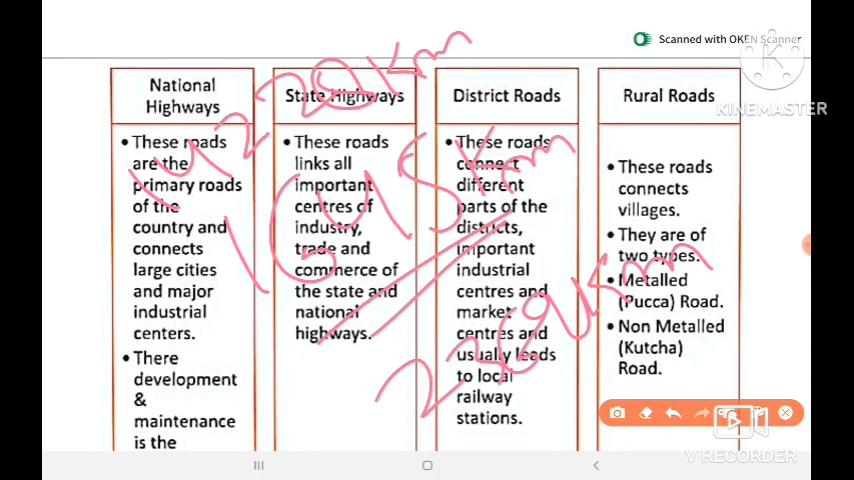 Scanned with OKEN Scanner
KINEMASTER
National
Highways
• These roads
are the
primary roads
of the
country and
connects
large cities
and major
industrial
centers.
• There
development
&
maintenance
is the
State Highways
• These roads
links all
important
centres of
industry,
trade and
commerce of
the state and
national
highways.
District Roads
• These roads
connect
different
parts of the
districts,
important
industrial
centres and
market
centres and
usually leads
to local
railway
stations.
Rural Roads
• These roads
connects
villages.
• They are of
two types.
• Metalled
(Pucca) Road.
• Non Metalled
(Kutcha)
Road.
1645 Km
V RECORDER